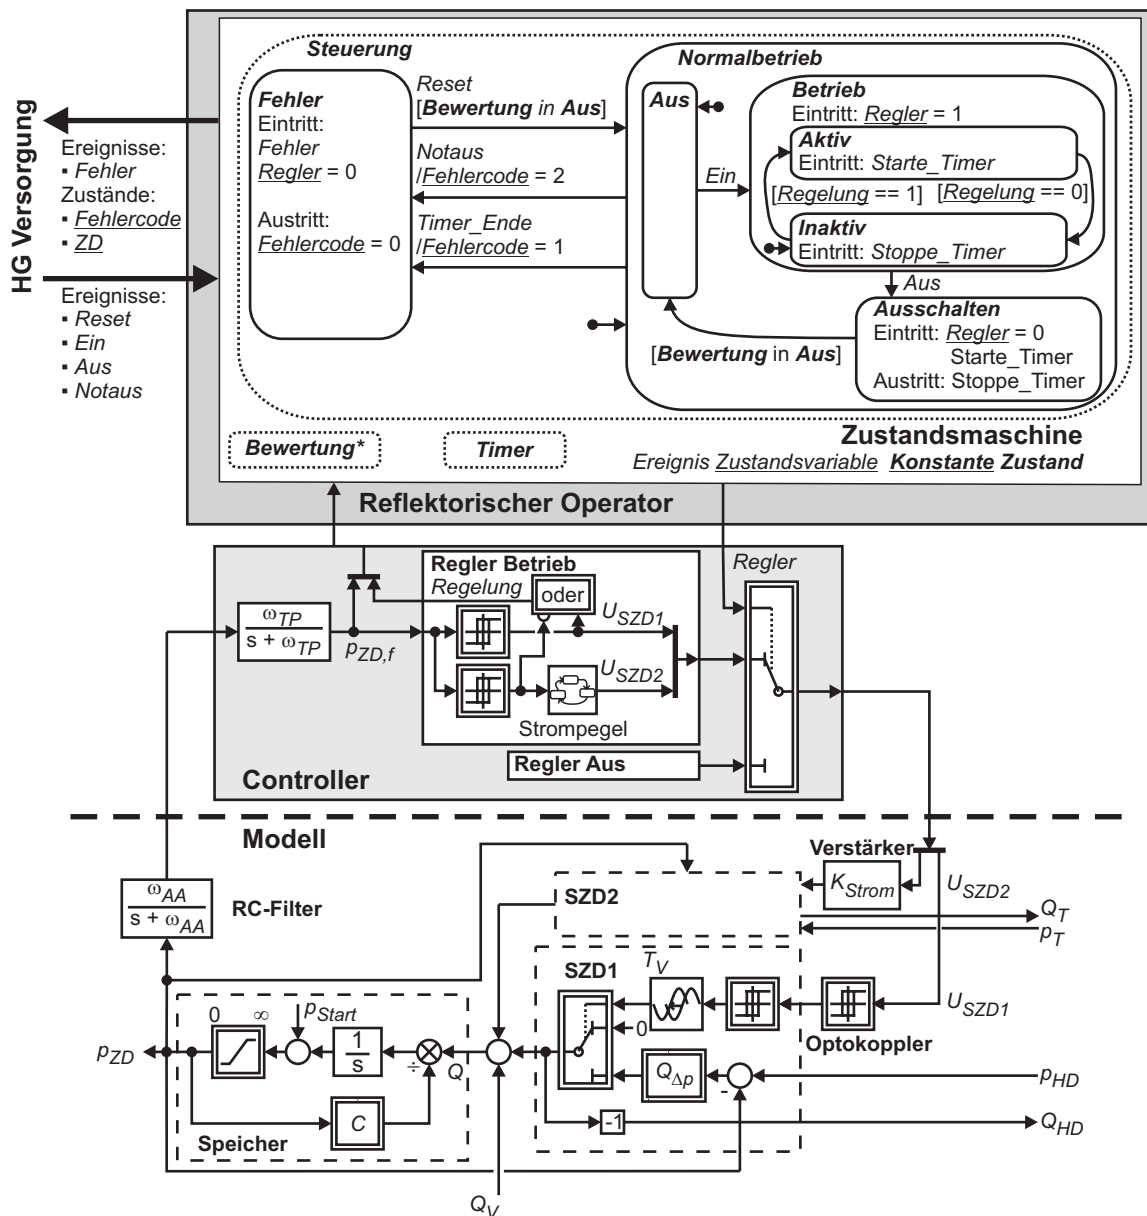 Steuerung
Fehler
Eintritt:
Fehler
Regler = 0
Austritt:
Fehlercode = 0
Reset
[Bewertung in Aus]
Notaus
/Fehlercode = 2
Timer_Ende
/Fehlercode = 1
Normalbetrieb
Aus
Ein
Betrieb
Eintritt: Regler = 1
Aktiv
Eintritt: Starte_Timer
[Regelung == 1] [Regelung == 0]
Inaktiv
Eintritt: Stoppe_Timer
Aus
Ausschalten
Eintritt: Regler = 0
Starte_Timer
Austritt: Stoppe_Timer
[Bewertung in Aus]
HG Versorgung
Ereignisse:
▪ Fehler
Zustände:
▪ Fehlercode
▪ ZD
Ereignisse:
▪ Reset
▪ Ein
▪ Aus
▪ Notaus
Bewertung*
Timer
Zustandsmaschine
Ereignis Zustandsvariable Konstante Zustand
Reflektorischer Operator
Regler Betrieb
Regelung
oder
Regler
ω_TP
s + ω_TP
p_ZD,f
U_SZD1
U_SZD2
Strompegel
Regler Aus
Controller
Modell
Verstärker
K_Strom
U_SZD2
ω_AA
s + ω_AA
RC-Filter
SZD2
Q_T
p_T
SZD1
T_V
0
U_SZD1
Optokoppler
0 ∞
p_Start
1
s
÷
Q
p_ZD
C
Speicher
Q_Δp
-
p_HD
-1
Q_HD
Q_V